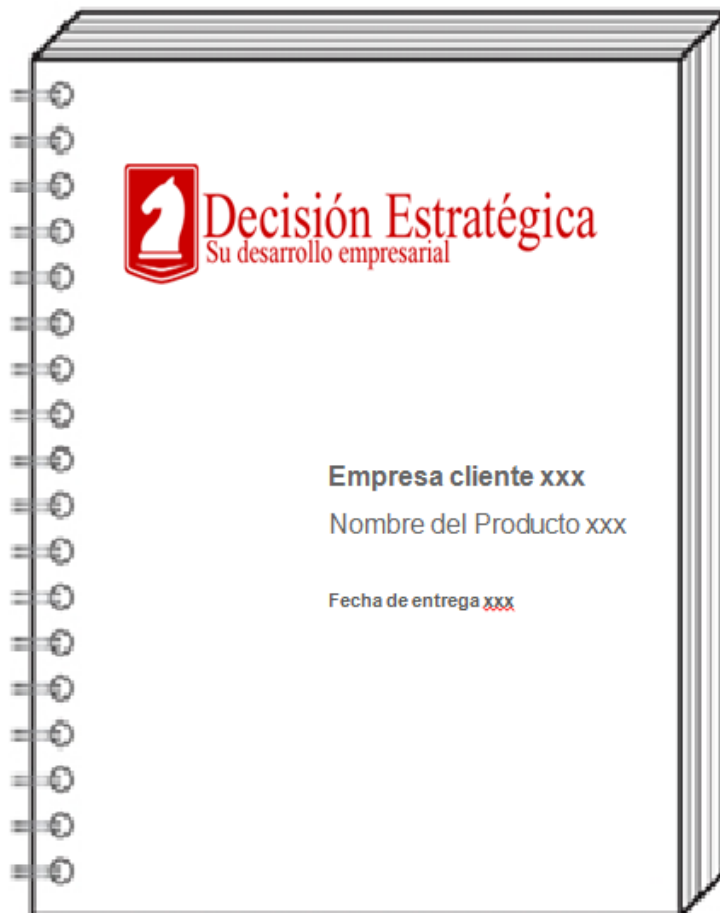 Decisión Estratégica
Su desarrollo empresarial
Empresa cliente xxx
Nombre del Producto xxx
Fecha de entrega xxx